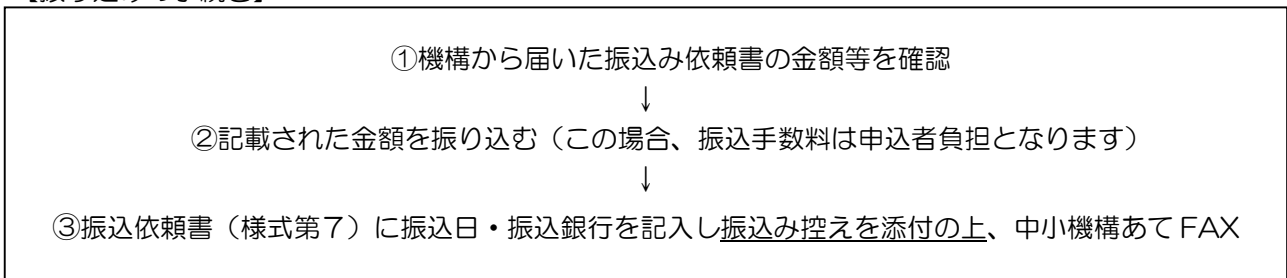 ①機構から届いた振込み依頼書の金額等を確認
↓
②記載された金額を振り込む（この場合、振込手数料は申込者負担となります）
↓
③振込依頼書（様式第７）に振込日・振込銀行を記入し振込み控えを添付の上、中小機構あてFAX